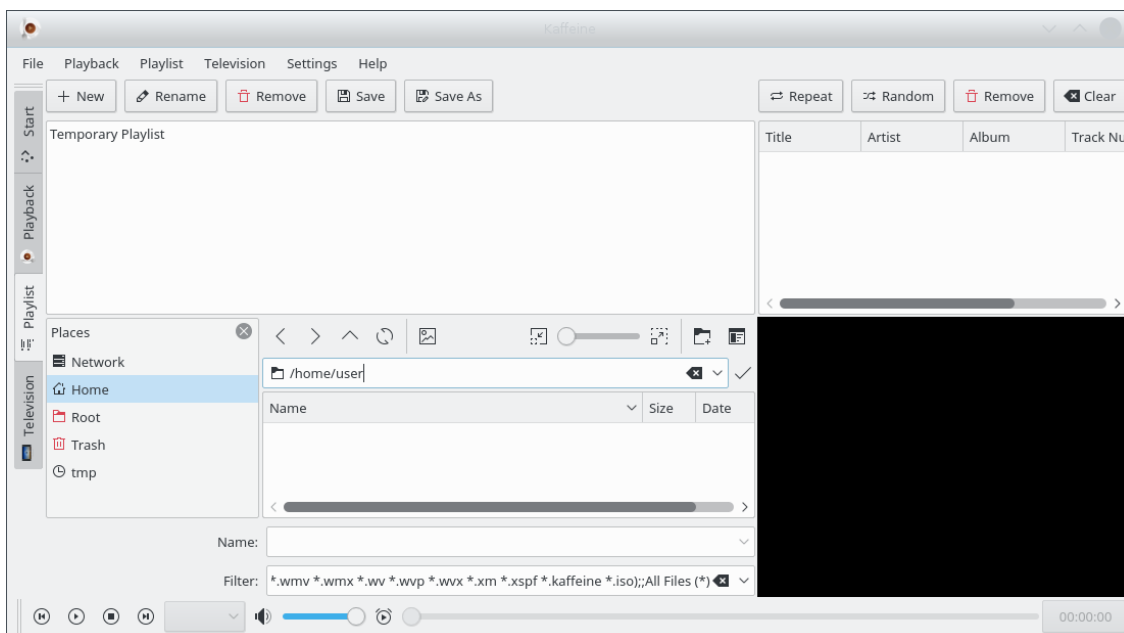 Kaffeine
File Playback Playlist Television Settings Help
New Rename Remove Save Save As Repeat Random Remove Clear
Start
Playback
Playlist
Television
Temporary Playlist
Title Artist Album Track Nu
Places
Network
Home
Root
Trash
tmp
/home/user
Name Size Date
Name:
Filter: *.wmv *.wmx *.wv *.wvp *.wvx *.xm *.xspf *.kaffeine *.iso);;All Files (*)
00:00:00